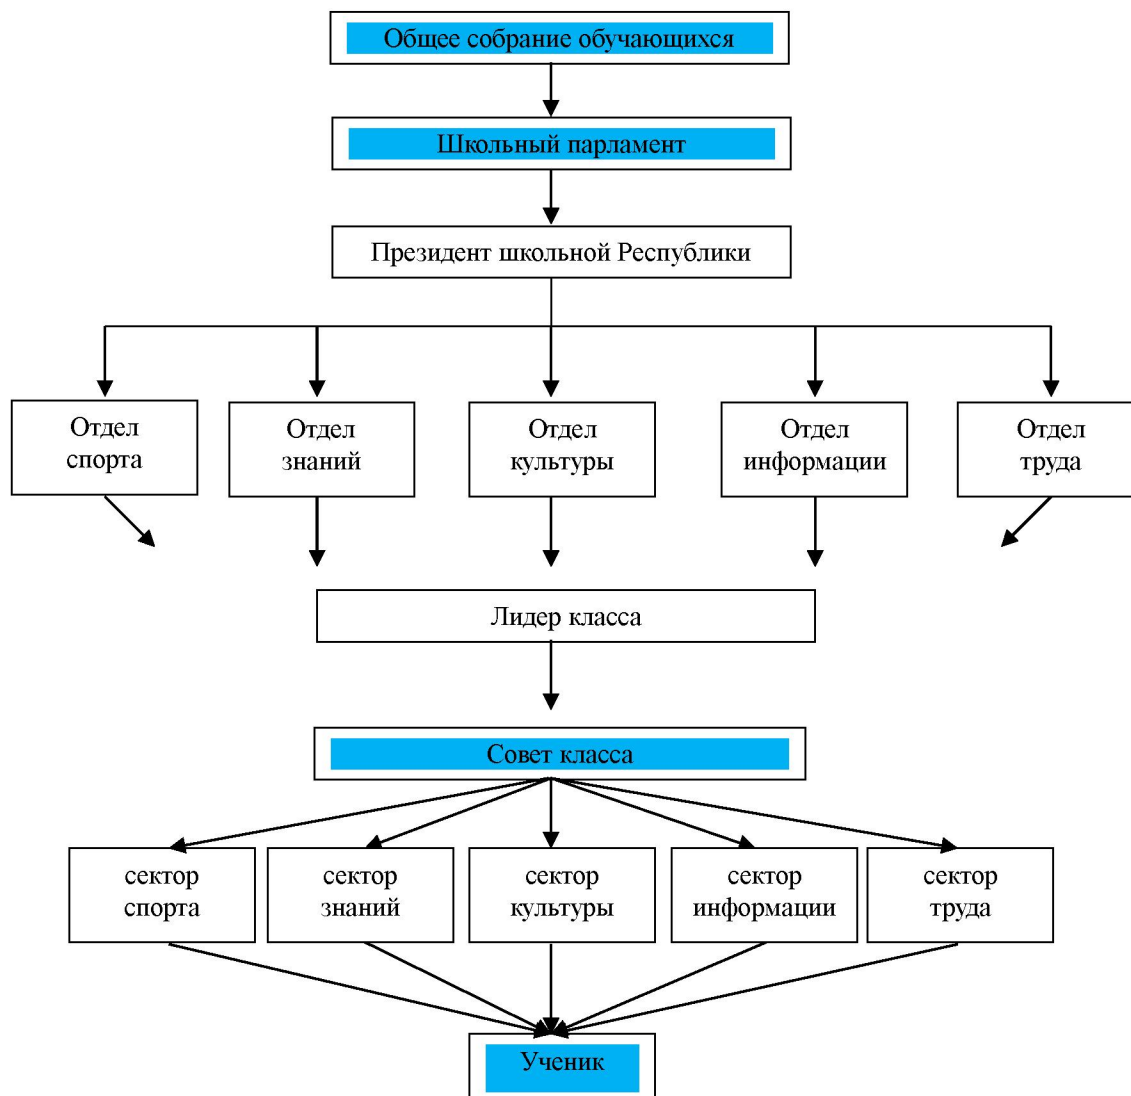 Общее собрание обучающихся
Школьный парламент
Президент школьной Республики
Отдел
спорта
Отдел
знаний
Отдел
культуры
Отдел
информации
Отдел
труда
Лидер класса
Совет класса
сектор
спорта
сектор
знаний
сектор
культуры
сектор
информации
сектор
труда
Ученик